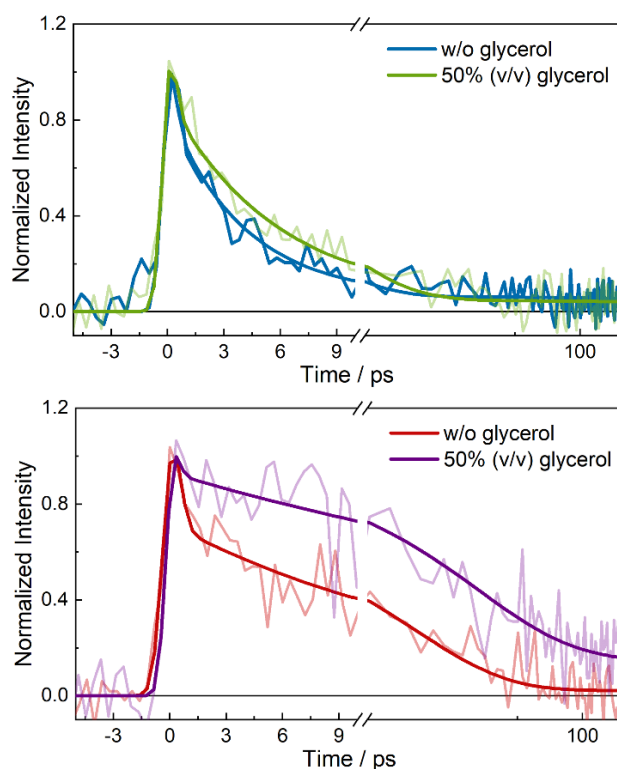 1.2
w/o glycerol
50% (v/v) glycerol
Normalized Intensity
0.8
0.4
0.0
-3 0 3 6 9 100
Time / ps
1.2
w/o glycerol
50% (v/v) glycerol
Normalized Intensity
0.8
0.4
0.0
-3 0 3 6 9 100
Time / ps